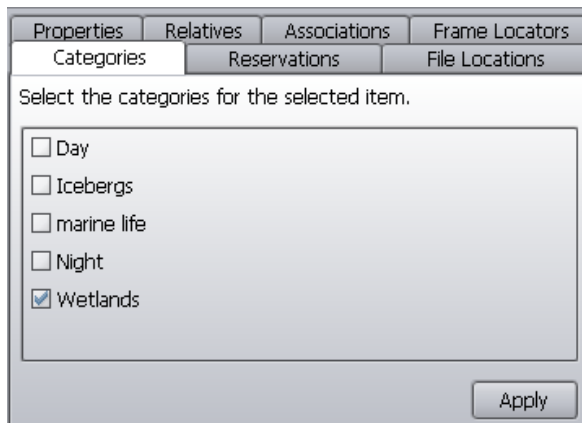 Properties Relatives Associations Frame Locators
Categories Reservations File Locations
Select the categories for the selected item.
Day
Icebergs
marine life
Night
Wetlands
Apply